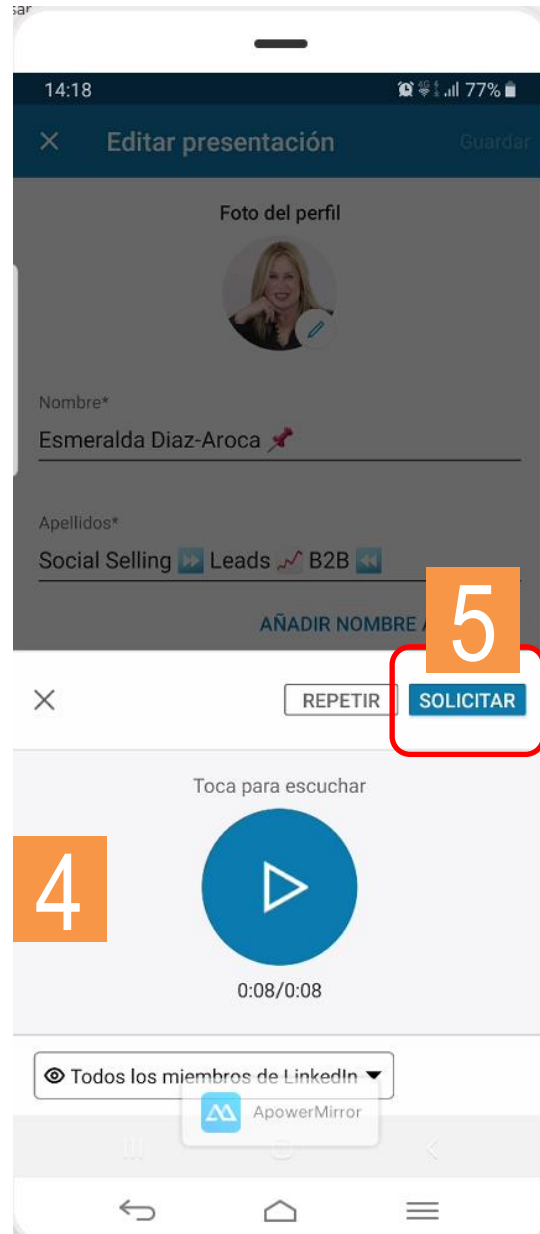 sar
14:18 77%
Editar presentación Guardar
Foto del perfil
Nombre*
Esmeralda Diaz-Aroca 📌
Apellidos*
Social Selling ⏩ Leads 📈 B2B ⏪
AÑADIR NOMBRE A
5
REPETIR SOLICITAR
Toca para escuchar
4
0:08/0:08
Todos los miembros de LinkedIn
ApowerMirror